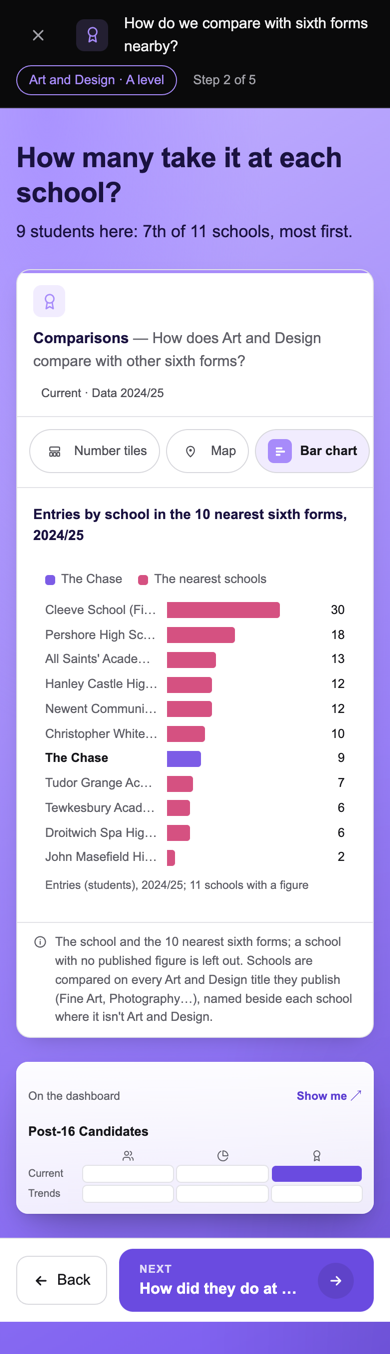 How do we compare with sixth forms
nearby?
Art and Design · A level
Step 2 of 5
How many take it at each
school?
9 students here: 7th of 11 schools, most first.
Comparisons — How does Art and Design
compare with other sixth forms?
Current · Data 2024/25
Number tiles
Map
Bar chart
Entries by school in the 10 nearest sixth forms,
2024/25
The Chase
The nearest schools
Cleeve School (Fi... 30
Pershore High Sc... 18
All Saints' Acade... 13
Hanley Castle Hig... 12
Newent Communi... 12
Christopher White... 10
The Chase 9
Tudor Grange Ac... 7
Tewkesbury Acad... 6
Droitwich Spa Hig... 6
John Masefield Hi... 2
Entries (students), 2024/25; 11 schools with a figure
The school and the 10 nearest sixth forms; a school
with no published figure is left out. Schools are
compared on every Art and Design title they publish
(Fine Art, Photography...), named beside each school
where it isn't Art and Design.
On the dashboard
Show me
Post-16 Candidates
Current
Trends
Back
NEXT
How did they do at ...